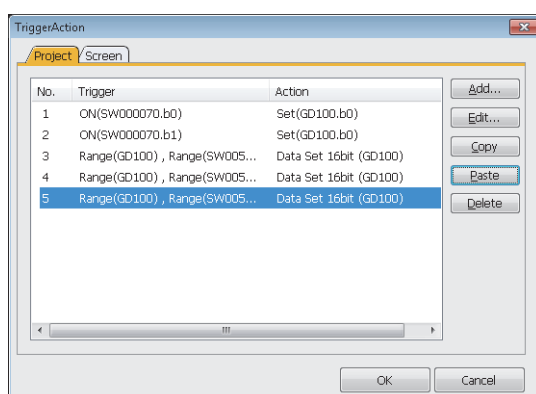 TriggerAction
Project Screen
No. Trigger Action Add...
1 ON(SW000070.b0) Set(GD100.b0) Edit...
2 ON(SW000070.b1) Set(GD100.b0)
3 Range(GD100) , Range(SW005... Data Set 16bit (GD100) Copy
4 Range(GD100) , Range(SW005... Data Set 16bit (GD100) Paste
5 Range(GD100) , Range(SW005... Data Set 16bit (GD100) Delete
OK Cancel